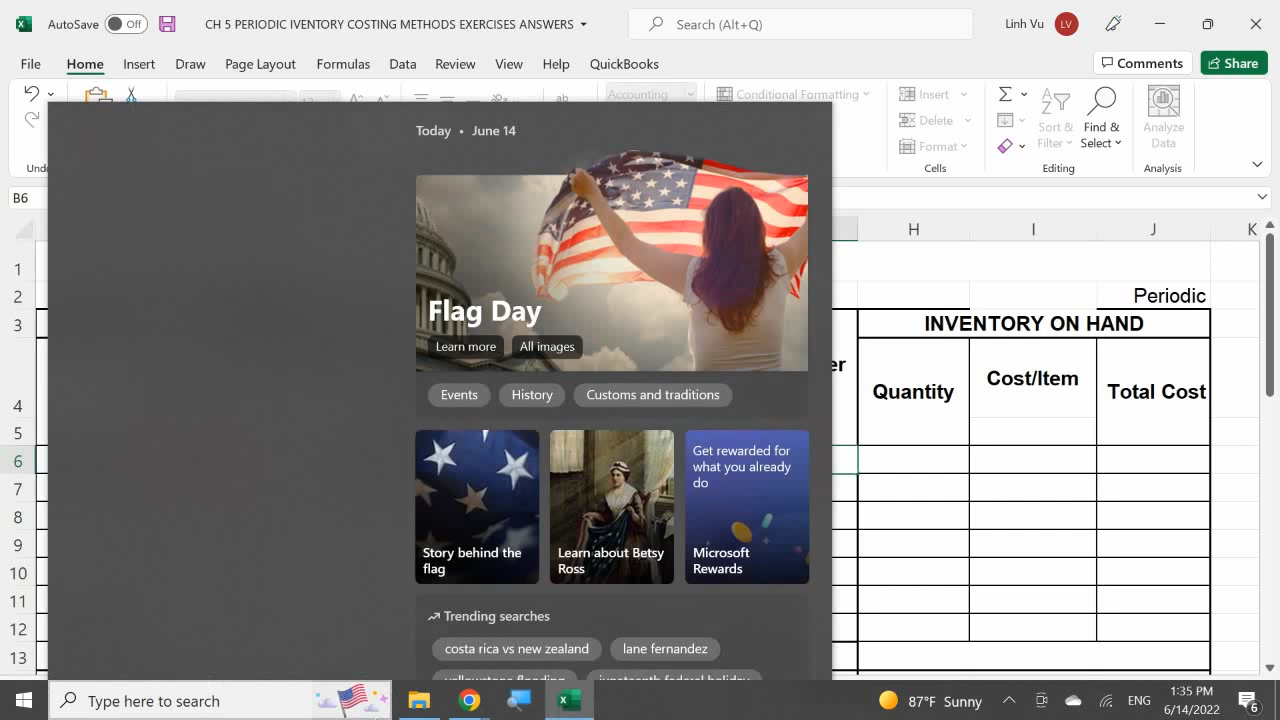 AutoSave Off CH 5 PERIODIC IVENTORY COSTING METHODS EXERCISES ANSWERS Search (Alt+Q) Linh Vu LV
File Home Insert Draw Page Layout Formulas Data Review View Help QuickBooks Comments Share
Accounting Conditional Formatting Insert
Delete Sort & Find & Analyze
Format Filter Select Data
Cells Editing Analysis
B6
H I J K
Today • June 14
Flag Day
Learn more All images
Events History Customs and traditions
Story behind the
flag
Learn about Betsy
Ross
Get rewarded for
what you already
do
Microsoft
Rewards
Trending searches
costa rica vs new zealand lane fernandez
1
2 Periodic
3 INVENTORY ON HAND
4 Quantity Cost/Item Total Cost
5
6
7
8
9
10
11
12
13
Type here to search 87°F Sunny ENG 1:35 PM
6/14/2022 6